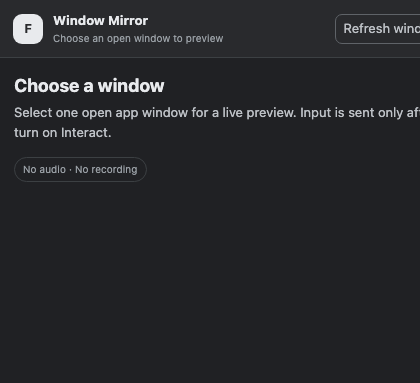 F
Window Mirror
Choose an open window to preview
Refresh
Choose a window
Select one open app window for a live preview. Input is sent only
turn on Interact.
No audio · No recording